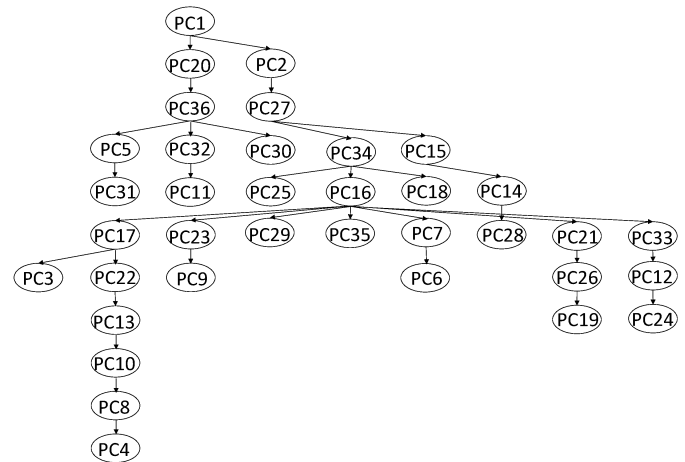 PC1
PC20 PC2
PC36 PC27
PC5 PC32 PC30 PC34 PC15
PC31 PC11 PC25 PC16 PC18 PC14
PC17 PC23 PC29 PC35 PC7 PC28 PC21 PC33
PC3 PC22 PC9 PC6 PC26 PC12
PC13 PC19 PC24
PC10
PC8
PC4